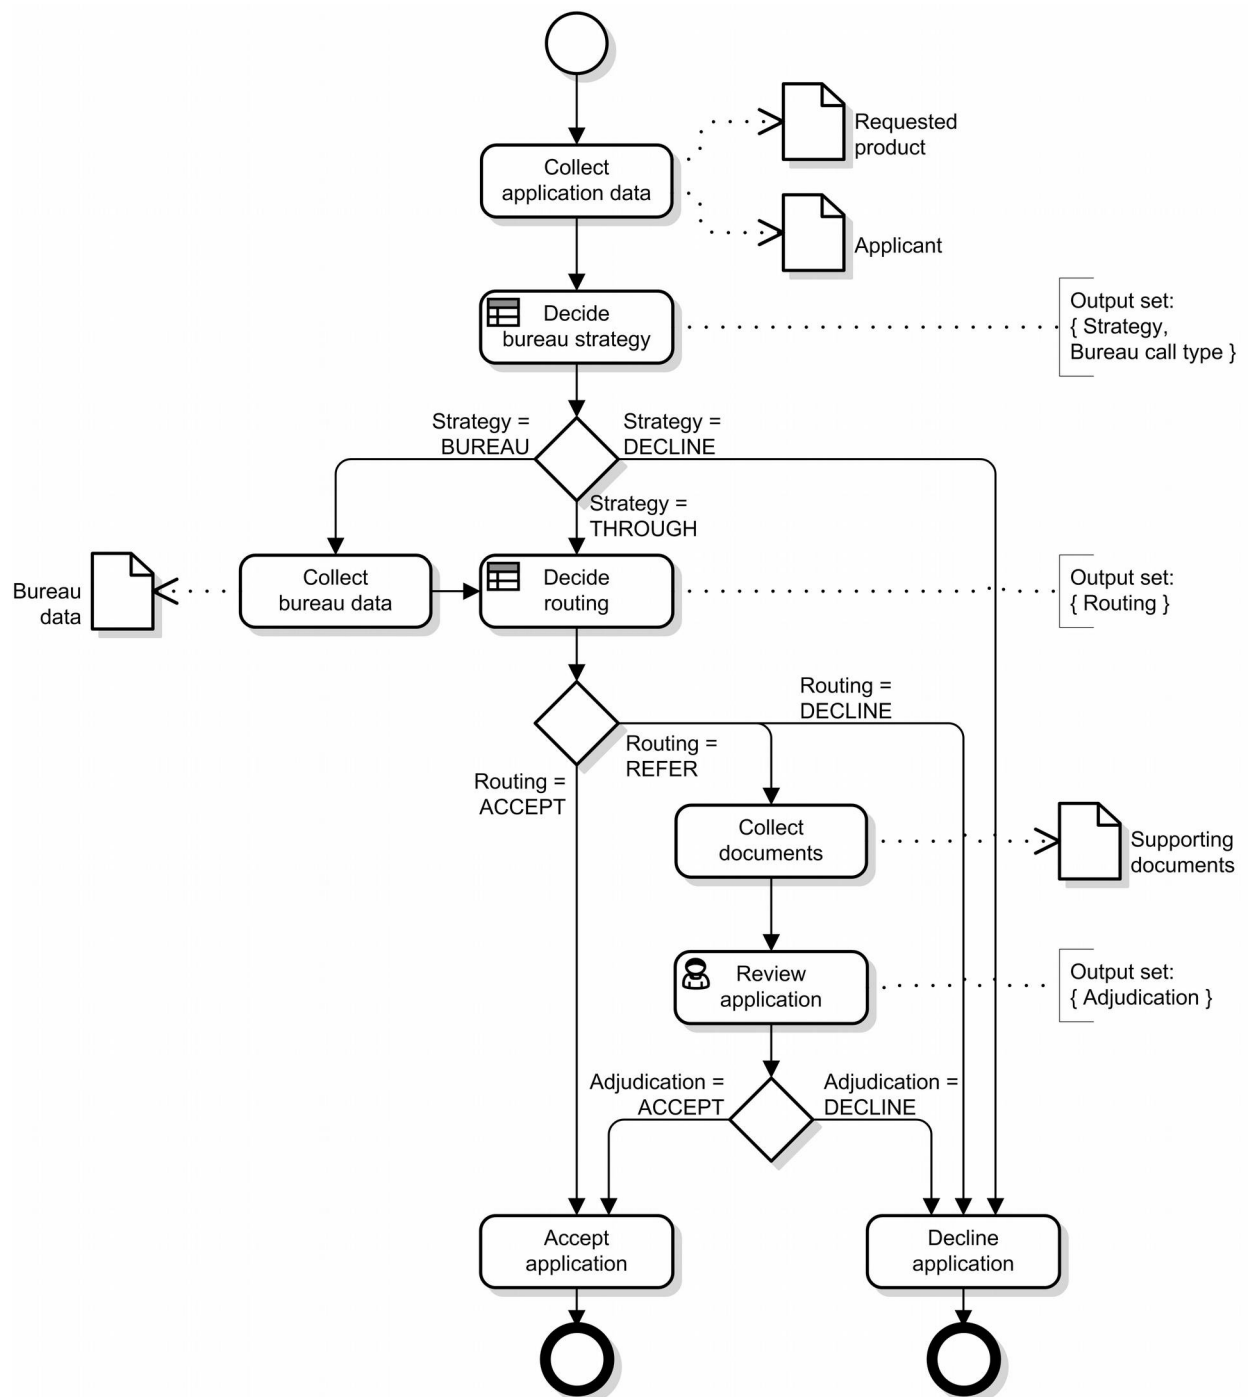 Requested
product
Collect
application data
Applicant
Decide
bureau strategy
Output set:
{ Strategy,
Bureau call type }
Strategy =
BUREAU
Strategy =
DECLINE
Strategy =
THROUGH
Bureau
data
Collect
bureau data
Decide
routing
Output set:
{ Routing }
Routing =
DECLINE
Routing =
REFER
Routing =
ACCEPT
Collect
documents
Supporting
documents
Review
application
Output set:
{ Adjudication }
Adjudication =
ACCEPT
Adjudication =
DECLINE
Accept
application
Decline
application